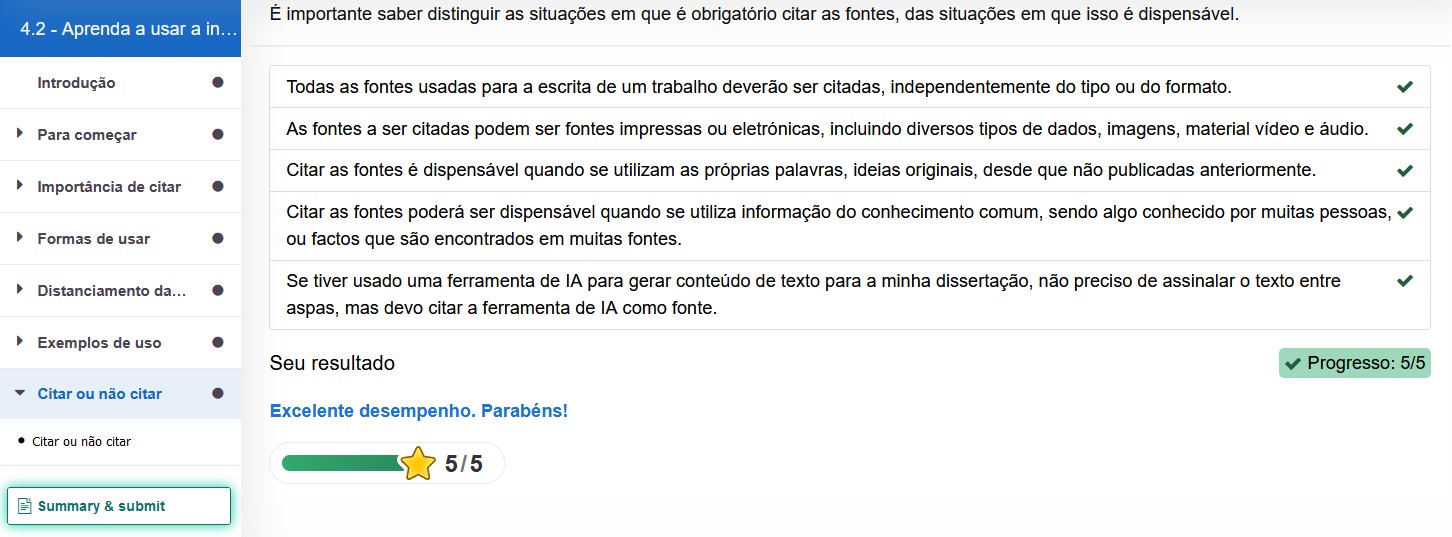 4.2 - Aprenda a usar a in...
Introdução
Para começar
Importância de citar
Formas de usar
Distanciamento da...
Exemplos de uso
Citar ou não citar
Citar ou não citar
Summary & submit
É importante saber distinguir as situações em que é obrigatório citar as fontes, das situações em que isso é dispensável.
Todas as fontes usadas para a escrita de um trabalho deverão ser citadas, independentemente do tipo ou do formato.
As fontes a ser citadas podem ser fontes impressas ou eletrónicas, incluindo diversos tipos de dados, imagens, material vídeo e áudio.
Citar as fontes é dispensável quando se utilizam as próprias palavras, ideias originais, desde que não publicadas anteriormente.
Citar as fontes poderá ser dispensável quando se utiliza informação do conhecimento comum, sendo algo conhecido por muitas pessoas,
ou factos que são encontrados em muitas fontes.
Se tiver usado uma ferramenta de IA para gerar conteúdo de texto para a minha dissertação, não preciso de assinalar o texto entre
aspas, mas devo citar a ferramenta de IA como fonte.
Seu resultado
Progresso: 5/5
Excelente desempenho. Parabéns!
5/5